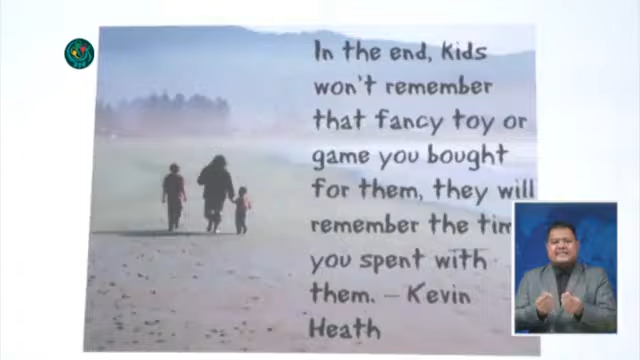 In the end, kids
won't remember
that fancy toy or
game you bought
for them, they will
remember the tim
you spent with
them. – Kevin
Heath